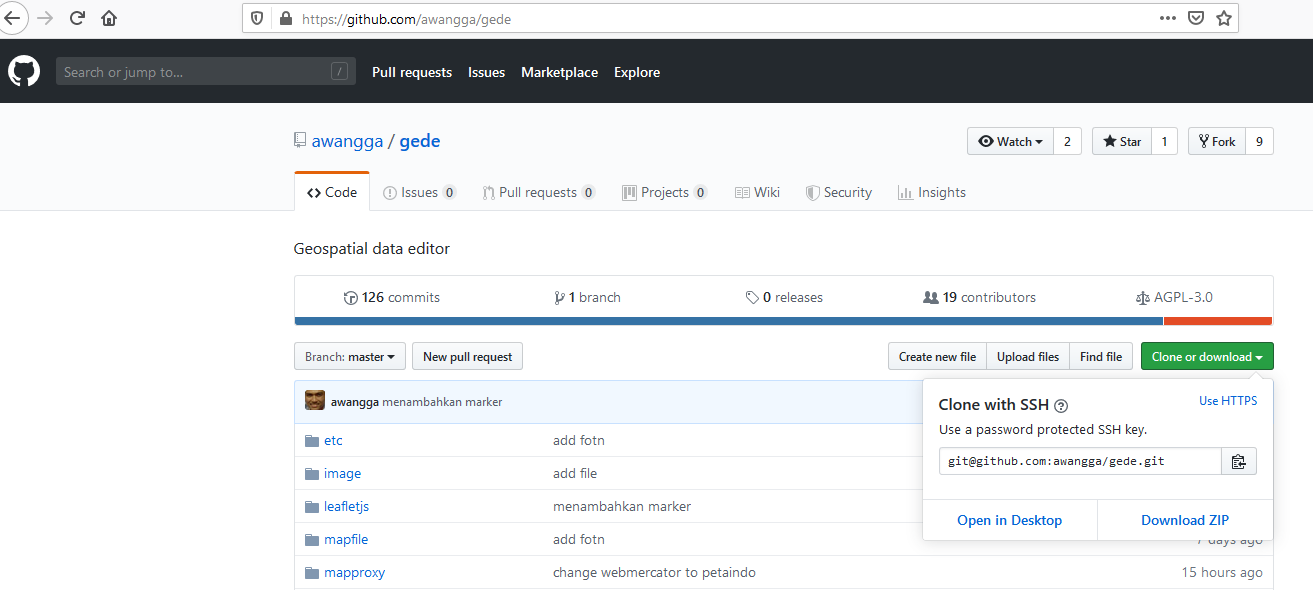 https://github.com/awangga/gede
Search or jump to... /
Pull requests Issues Marketplace Explore
awangga / gede
Watch 2 Star 1 Fork 9
Code Issues 0 Pull requests 0 Projects 0 Wiki Security Insights
Geospatial data editor
126 commits 1 branch 0 releases 19 contributors AGPL-3.0
Branch: master New pull request Create new file Upload files Find file Clone or download
awangga menambahkan marker
Clone with SSH ? Use HTTPS
Use a password protected SSH key.
git@github.com:awangga/gede.git
Open in Desktop Download ZIP
etc add fotn
image add file
leafletjs menambahkan marker
mapfile add fotn 7 days ago
mapproxy change webmercator to petaindo 15 hours ago